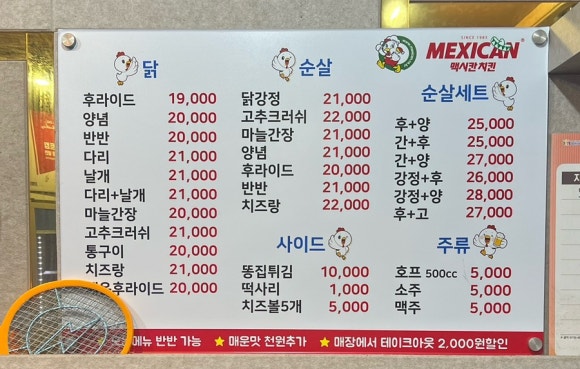 SINCE 1985
MEXICAN
맥시칸치킨
닭
후라이드 19,000
양념 20,000
반반 20,000
다리 21,000
날개 21,000
다리+날개 21,000
마늘간장 20,000
고추크러쉬 21,000
통구이 20,000
치즈랑 21,000
후라이드 20,000
순살
닭강정 21,000
고추크러쉬 22,000
마늘간장 21,000
양념 21,000
후라이드 20,000
반반 21,000
치즈랑 22,000
순살세트
후+양 25,000
간+후 25,000
간+양 27,000
강정+후 26,000
강정+양 28,000
후+고 27,000
사이드
똥집튀김 10,000
떡사리 1,000
치즈볼5개 5,000
주류
호프 500cc 5,000
소주 5,000
맥주 5,000
메뉴 반반 가능 ★ 매운맛 천원추가 ★ 매장에서 테이크아웃 2,000원할인